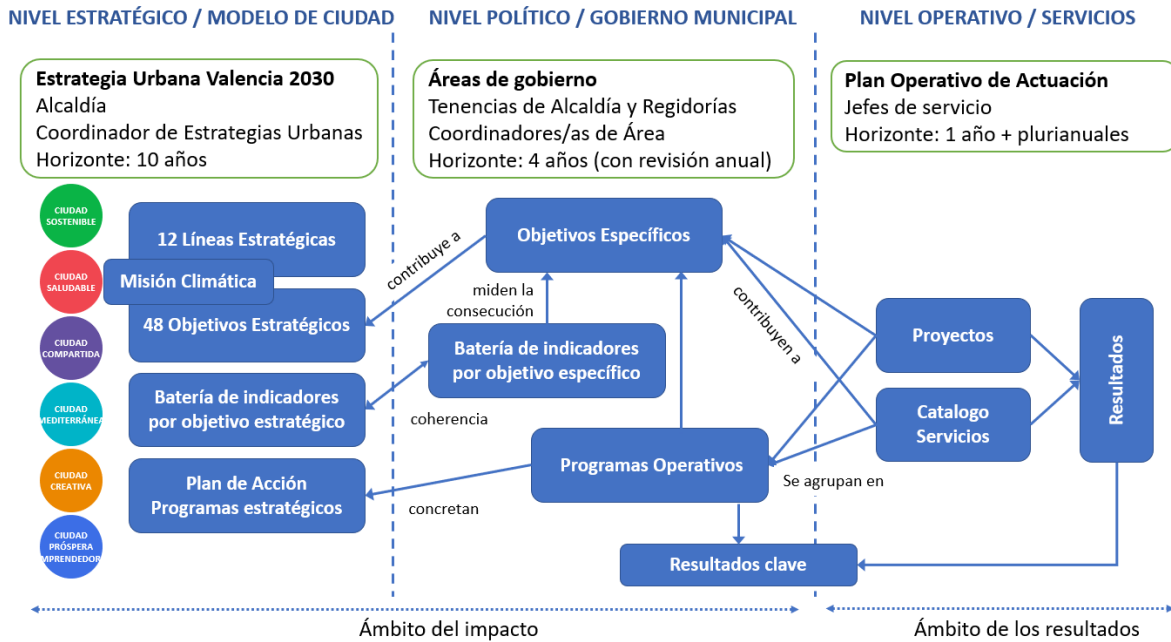 NIVEL ESTRATÉGICO / MODELO DE CIUDAD
NIVEL POLÍTICO / GOBIERNO MUNICIPAL
NIVEL OPERATIVO / SERVICIOS
Estrategia Urbana Valencia 2030
Alcaldía
Coordinador de Estrategias Urbanas
Horizonte: 10 años
Áreas de gobierno
Tenencias de Alcaldía y Regidorías
Coordinadores/as de Área
Horizonte: 4 años (con revisión anual)
Plan Operativo de Actuación
Jefes de servicio
Horizonte: 1 año + plurianuales
CIUDAD
SOSTENIBLE
CIUDAD
SALUDABLE
CIUDAD
COMPARTIDA
CIUDAD
MEDITERRÁNEA
CIUDAD
CREATIVA
CIUDAD
PRÓSPERA
EMPRENDEDOR
12 Líneas Estratégicas
Misión Climática
48 Objetivos Estratégicos
Batería de indicadores
por objetivo estratégico
Plan de Acción
Programas estratégicos
contribuye a
Objetivos Específicos
miden la
consecución
Batería de indicadores
por objetivo específico
coherencia
Programas Operativos
concretan
Resultados clave
contribuyen a
Se agrupan en
Proyectos
Catalogo
Servicios
Resultados
Ámbito del impacto
Ámbito de los resultados